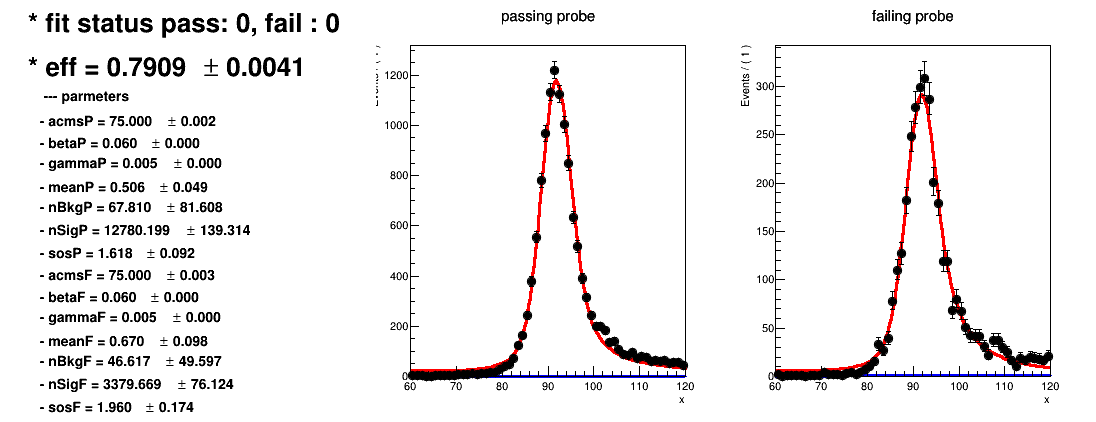 * fit status pass: 0, fail : 0
* eff = 0.7909 ± 0.0041
--- parmeters
- acmsP = 75.000 ± 0.002
- betaP = 0.060 ± 0.000
- gammaP = 0.005 ± 0.000
- meanP = 0.506 ± 0.049
- nBkgP = 67.810 ± 81.608
- nSigP = 12780.199 ± 139.314
- sosP = 1.618 ± 0.092
- acmsF = 75.000 ± 0.003
- betaF = 0.060 ± 0.000
- gammaF = 0.005 ± 0.000
- meanF = 0.670 ± 0.098
- nBkgF = 46.617 ± 49.597
- nSigF = 3379.669 ± 76.124
- sosF = 1.960 ± 0.174
passing probe
1200
1000
800
600
400
200
0
60 70 80 90 100 110 120
x
failing probe
Events / ( 1 )
300
250
200
150
100
50
0
60 70 80 90 100 110 120
x